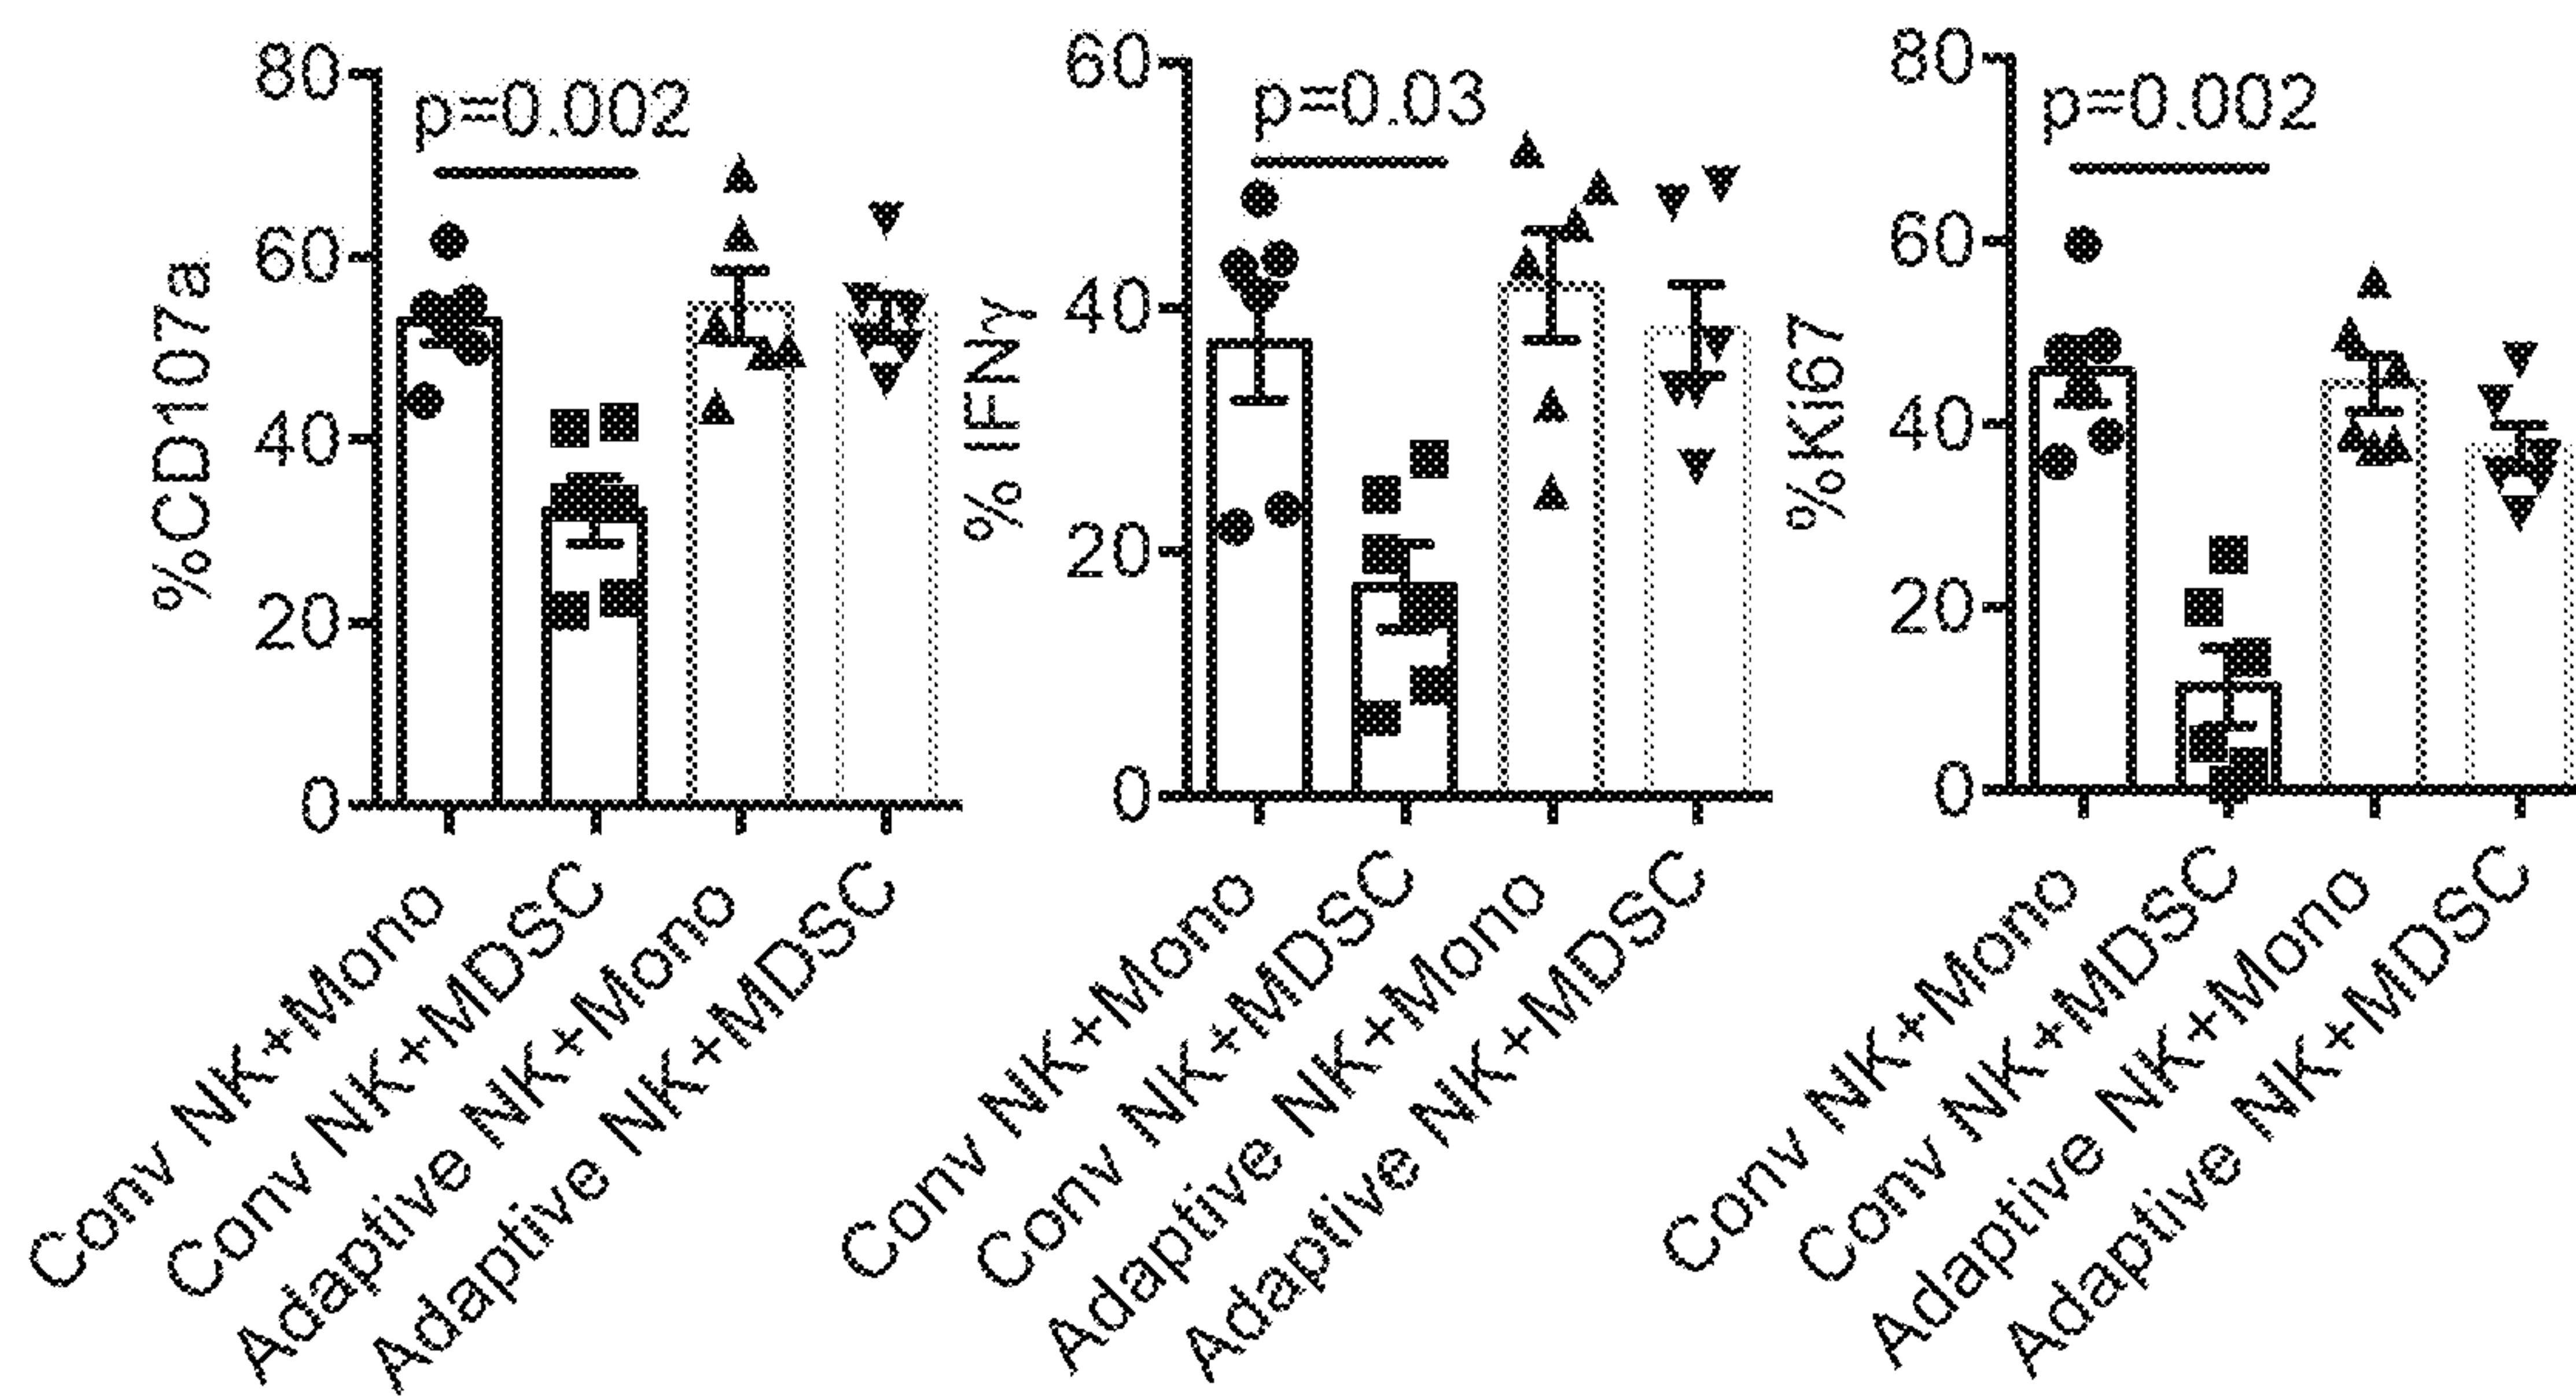 %CD107a
80
60
40
20
0
p=0.002
Conv NK+Mono
Conv NK+MDSC
Adaptive NK+Mono
Adaptive NK+MDSC
% IFNγ
60
40
20
0
p=0.03
Conv NK+Mono
Conv NK+MDSC
Adaptive NK+Mono
Adaptive NK+MDSC
%Ki67
80
60
40
20
0
p=0.002
Conv NK+Mono
Conv NK+MDSC
Adaptive NK+Mono
Adaptive NK+MDSC